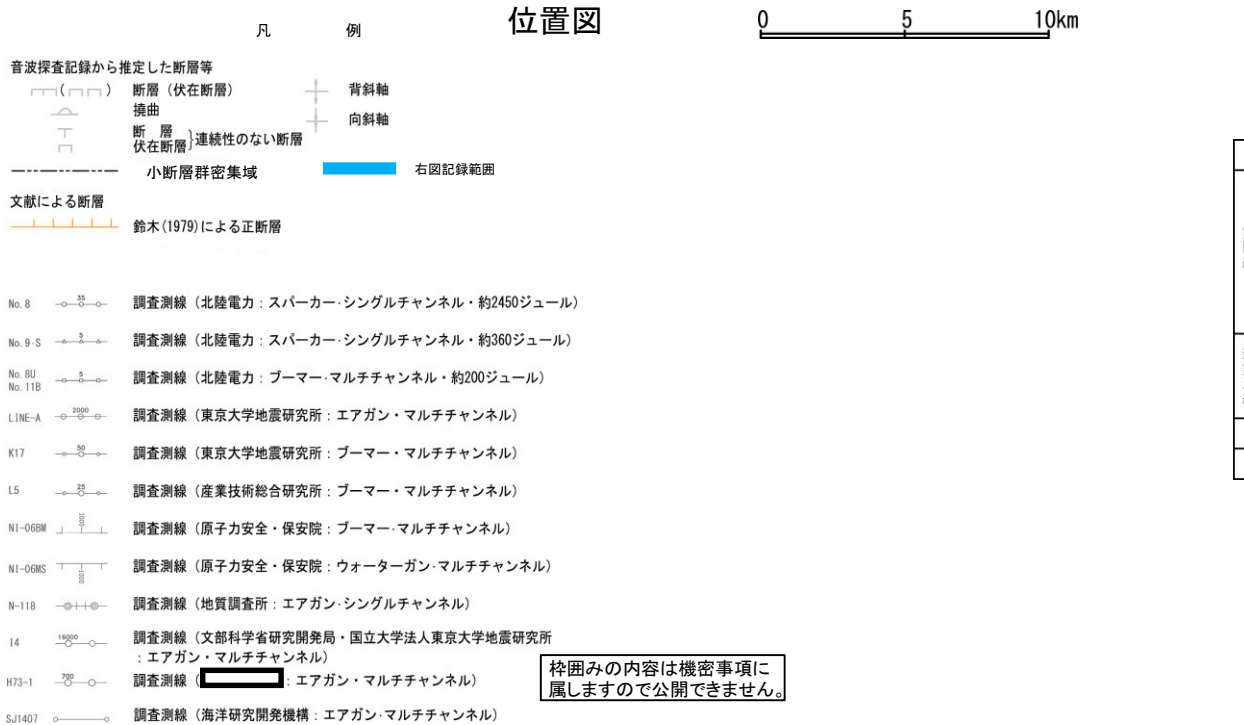 位置図
0 5 10km
凡 例
音波探査記録から推定した断層等
断層（伏在断層）
背斜軸
撓曲
向斜軸
断 層
伏在断層
}連続性のない断層
小断層群密集域
右図記録範囲
文献による断層
鈴木(1979)による正断層
No.8 35 調査測線（北陸電力：スパーカー･シングルチャンネル・約2450ジュール）
No.9-S 5 調査測線（北陸電力：スパーカー･シングルチャンネル・約360ジュール）
No.8U
No.11B 5 調査測線（北陸電力：ブーマー･マルチチャンネル・約200ジュール）
LINE-A 2000 調査測線（東京大学地震研究所：エアガン・マルチチャンネル）
K17 50 調査測線（東京大学地震研究所：ブーマー・マルチチャンネル）
L5 25 調査測線（産業技術総合研究所：ブーマー・マルチチャンネル）
NI-06BM 1000 調査測線（原子力安全・保安院：ブーマー･マルチチャンネル）
NI-06MS 1000 調査測線（原子力安全・保安院：ウォーターガン･マルチチャンネル）
N-118 調査測線（地質調査所：エアガン･シングルチャンネル）
I4 16000 調査測線（文部科学省研究開発局・国立大学法人東京大学地震研究所
：エアガン・マルチチャンネル）
H73-1 700 調査測線（ ：エアガン・マルチチャンネル）
SJ1407 調査測線（海洋研究開発機構：エアガン･マルチチャンネル）
枠囲みの内容は機密事項に
属しますので公開できません。